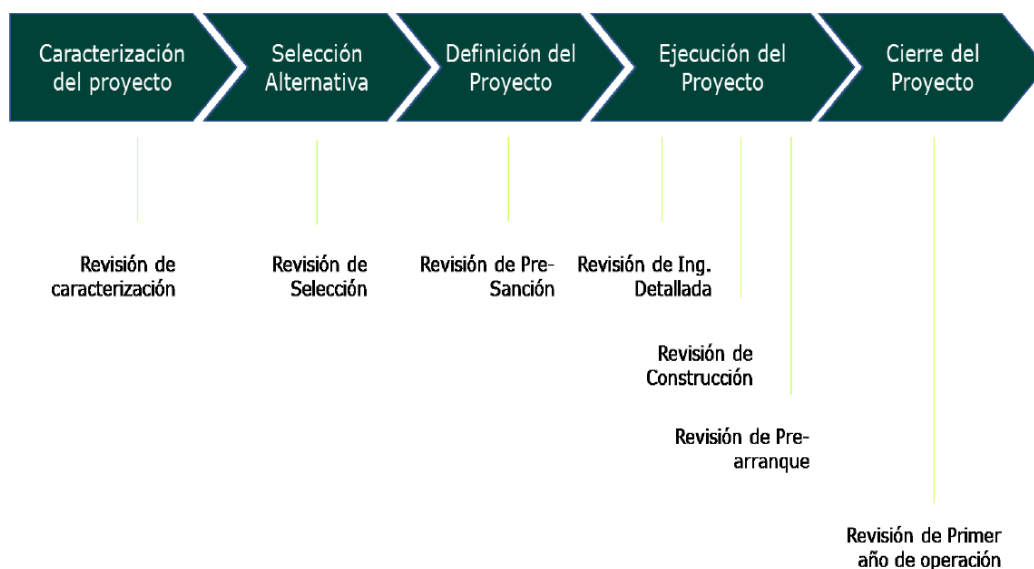 Caracterización
del proyecto
Selección
Alternativa
Definición del
Proyecto
Ejecución del
Proyecto
Cierre del
Proyecto
Revisión de
caracterización
Revisión de
Selección
Revisión de Pre-
Sanción
Revisión de Ing.
Detallada
Revisión de
Construcción
Revisión de Pre-
arranque
Revisión de Primer
año de operación